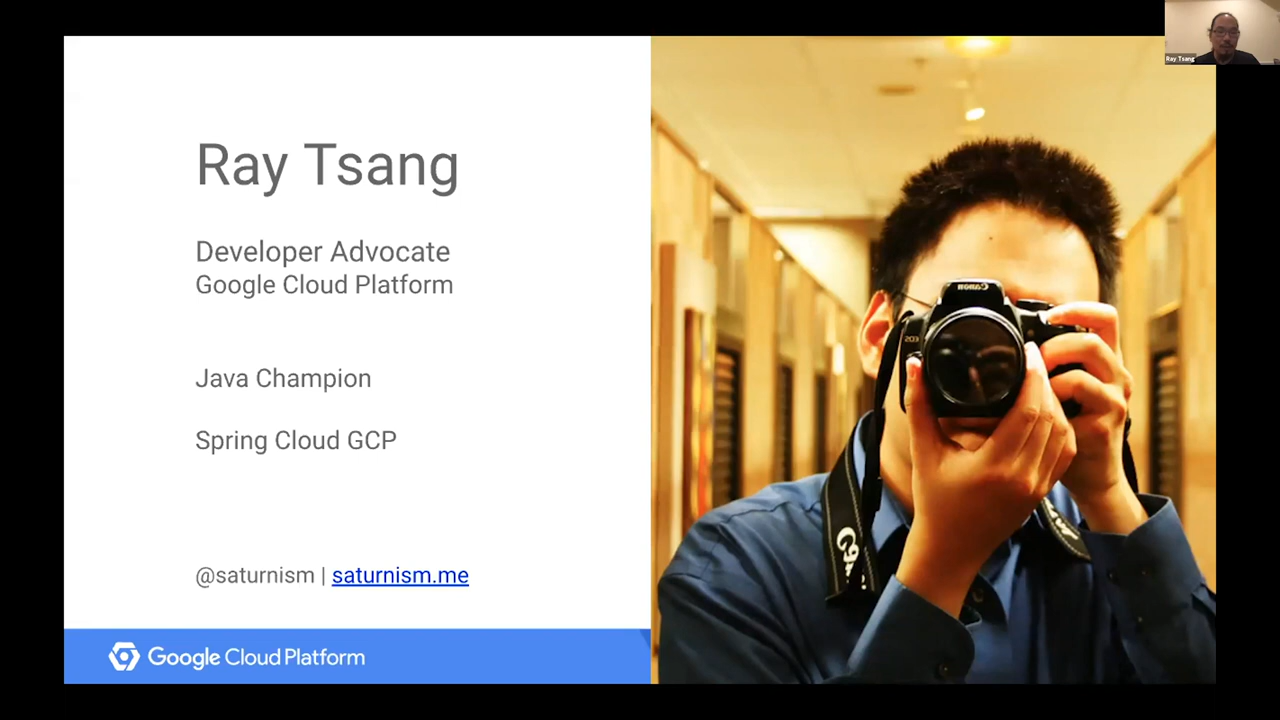 Ray Tsang
Ray Tsang
Developer Advocate
Google Cloud Platform
Java Champion
Spring Cloud GCP
@saturnism | saturnism.me
Google Cloud Platform
Canon
EOS